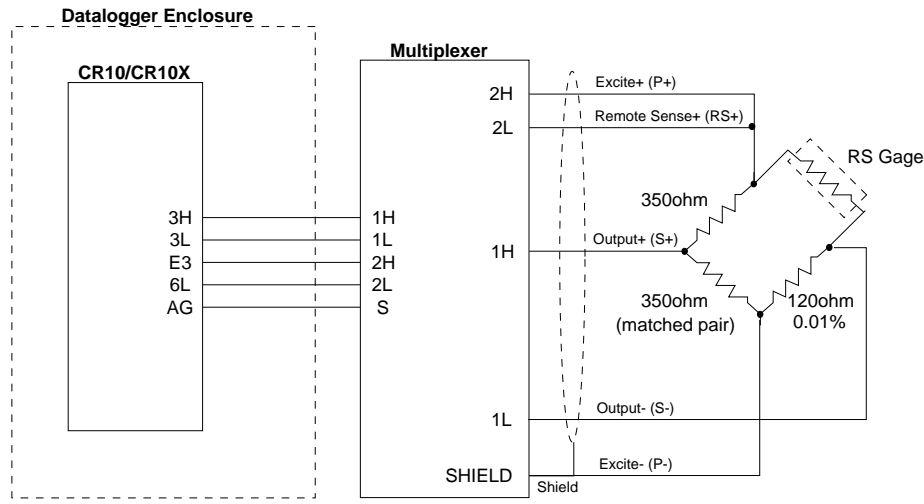 Datalogger Enclosure
CR10/CR10X
3H
3L
E3
6L
AG
Multiplexer
1H
1L
2H
2L
S
2H
2L
1H
1L
SHIELD
Excite+ (P+)
Remote Sense+ (RS+)
Output+ (S+)
Output- (S-)
Excite- (P-)
Shield
RS Gage
350ohm
350ohm
(matched pair)
120ohm
0.01%